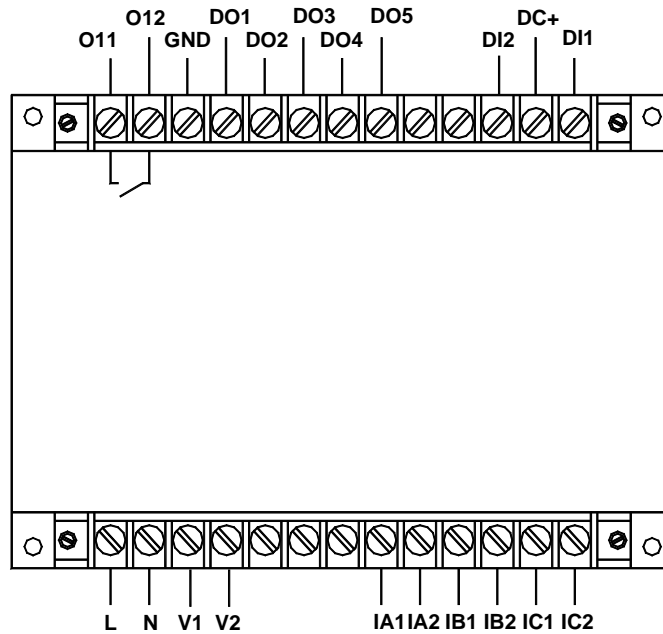 O12 DO1 DO3 DO5 DC+
O11 GND DO2 DO4 DI2 DI1
L N V1 V2 IA1 IA2 IB1 IB2 IC1 IC2